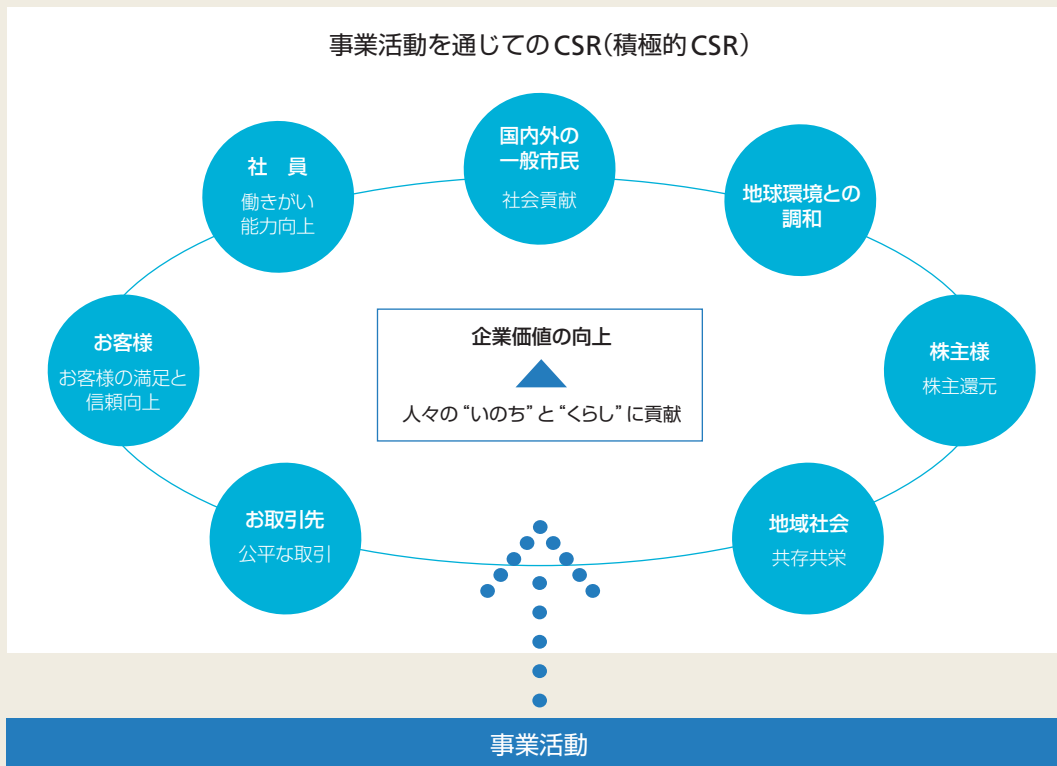 事業活動を通じてのCSR（積極的CSR）
国内外の
一般市民
社会貢献
社　員
働きがい
能力向上
地球環境との
調和
お客様
お客様の満足と
信頼向上
企業価値の向上
人々の“いのち”と“くらし”に貢献
株主様
株主還元
お取引先
公平な取引
地域社会
共存共栄
事業活動